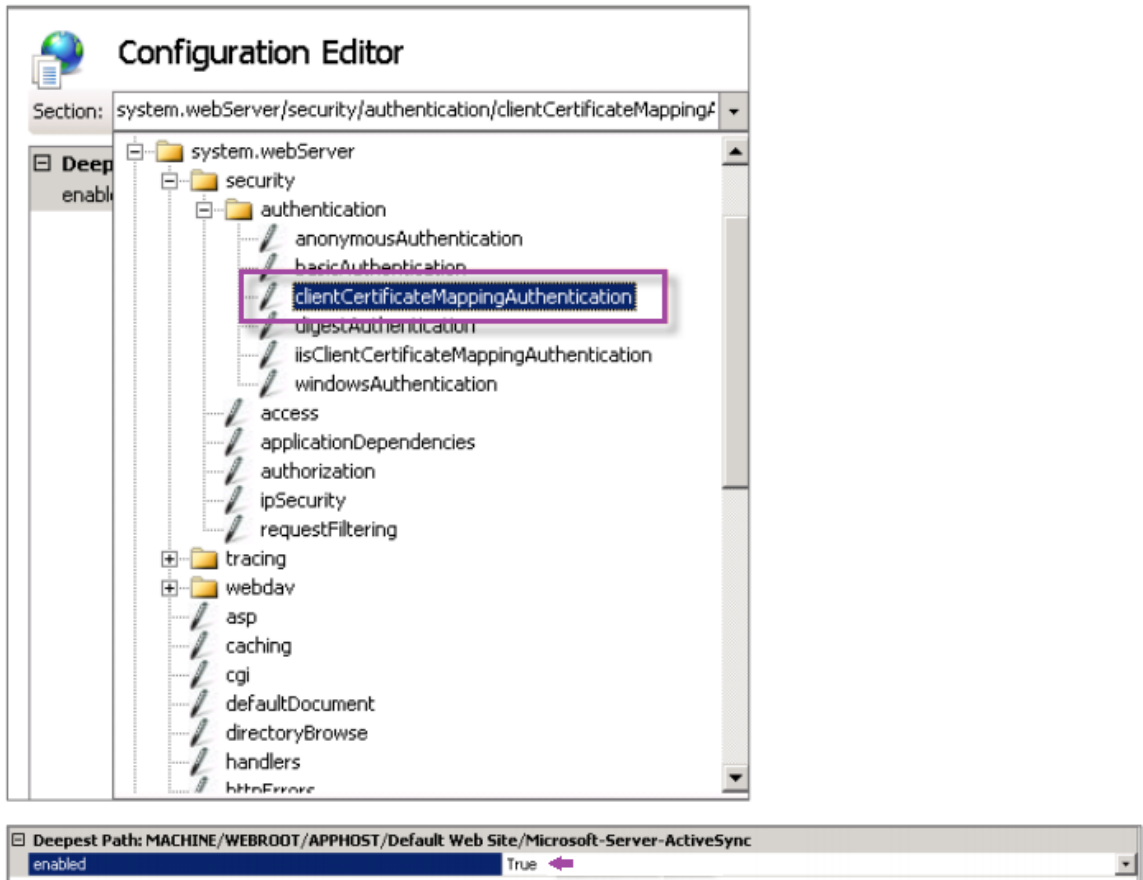 Configuration Editor
Section: system.webServer/security/authentication/clientCertificateMappingA
system.webServer
Deep
security
enabl
authentication
anonymousAuthentication
basicAuthentication
clientCertificateMappingAuthentication
digestAuthentication
iisClientCertificateMappingAuthentication
windowsAuthentication
access
applicationDependencies
authorization
ipSecurity
requestFiltering
tracing
webdav
asp
caching
cgi
defaultDocument
directoryBrowse
handlers
httpErrors
Deepest Path: MACHINE/WEBROOT/APPHOST/Default Web Site/Microsoft-Server-ActiveSync
enabled True